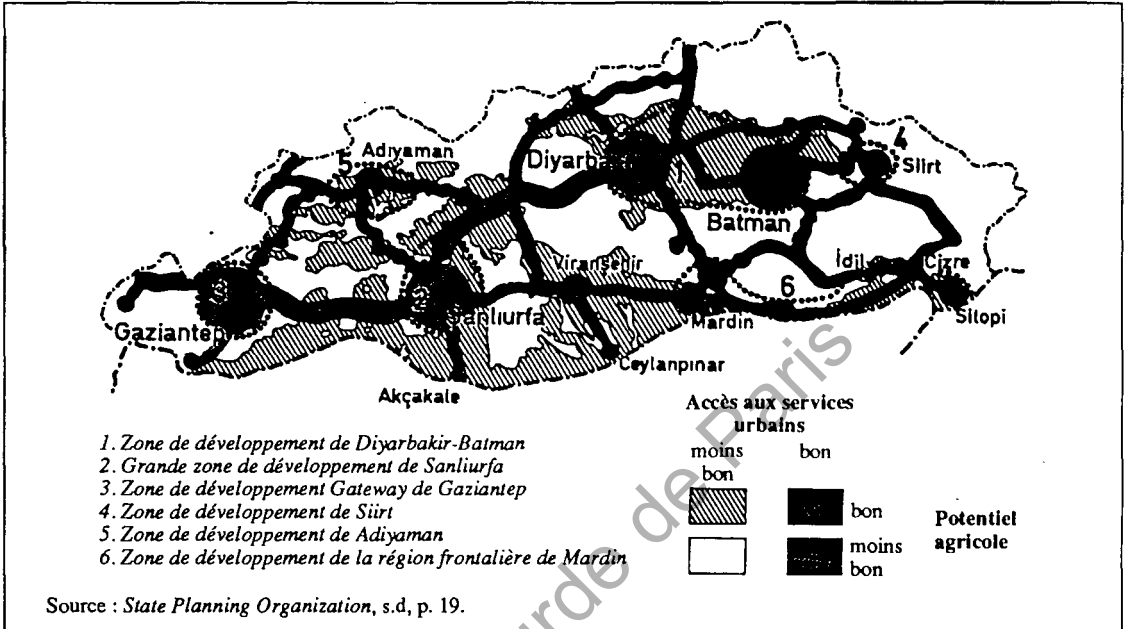 5 Adıyaman
Diyarbak
1
4
Siirt
Batman
3
Viranşehir
İdil
Cizre
6
Gaziantep
Şanlıurfa
Mardin
Silopi
Ceylanpınar
Akçakale
Accès aux services
urbains
moins bon
bon
bon
moins
bon
Potentiel
agricole
1. Zone de développement de Diyarbakir-Batman
2. Grande zone de développement de Sanliurfa
3. Zone de développement Gateway de Gaziantep
4. Zone de développement de Siirt
5. Zone de développement de Adiyaman
6. Zone de développement de la région frontalière de Mardin
Source : State Planning Organization, s.d, p. 19.
urde de Paris